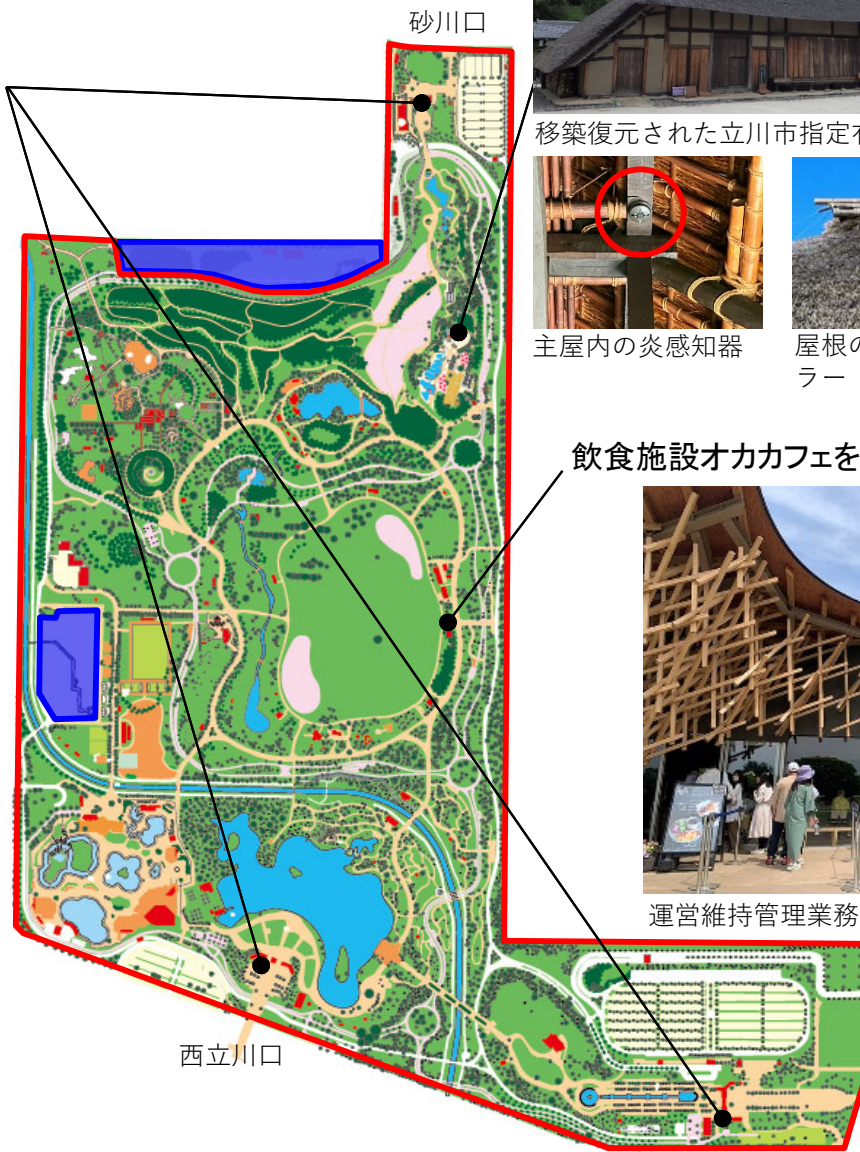 砂川口
移築復元された立川市指定
主屋内の炎感知器
屋根の
ラー
飲食施設オカカフェを
運営維持管理業務
西立川口